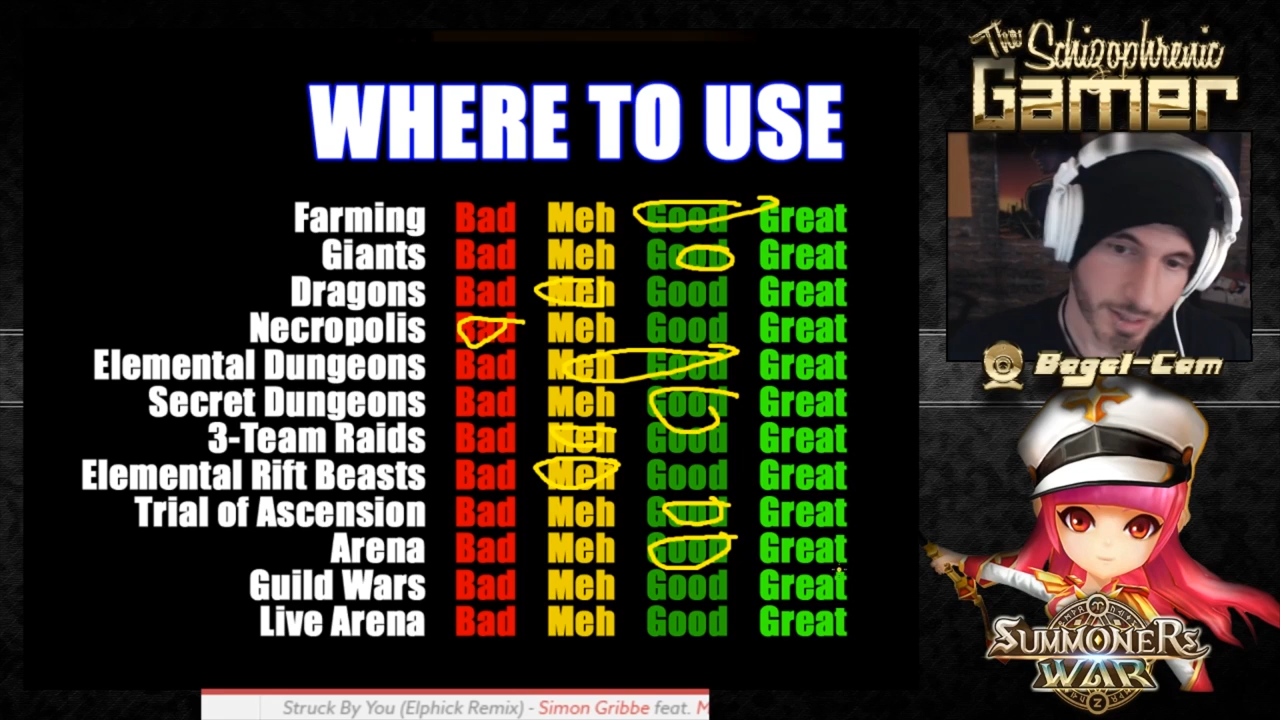 The Schizophrenic
Gamer
WHERE TO USE
Farming Bad Meh Good Great
Giants Bad Meh Good Great
Dragons Bad Meh Good Great
Necropolis Bad Meh Good Great
Elemental Dungeons Bad Meh Good Great
Secret Dungeons Bad Meh Good Great
3-Team Raids Bad Meh Good Great
Elemental Rift Beasts Bad Meh Good Great
Trial of Ascension Bad Meh Good Great
Arena Bad Meh Good Great
Guild Wars Bad Meh Good Great
Live Arena Bad Meh Good Great
Bagel-Cam
SUMMONERS
WAR
Struck By You (Elphick Remix) - Simon Gribbe feat. M